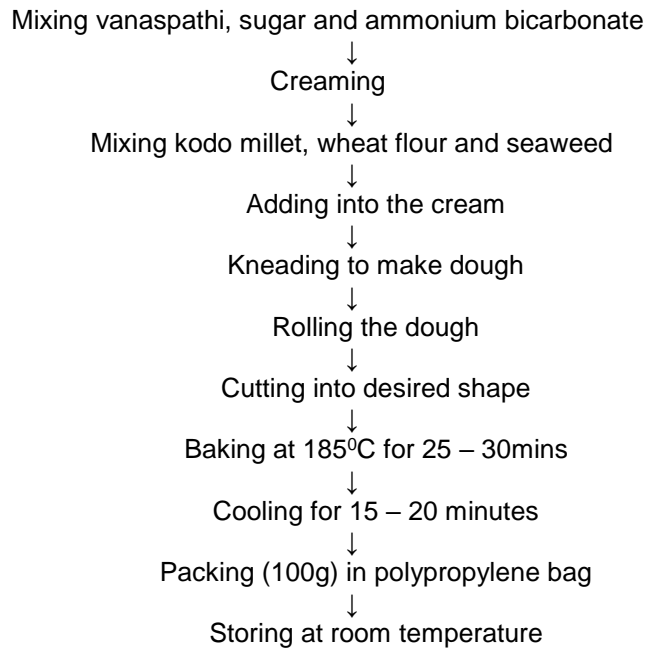 Mixing vanaspathi, sugar and ammonium bicarbonate
↓
Creaming
↓
Mixing kodo millet, wheat flour and seaweed
↓
Adding into the cream
↓
Kneading to make dough
↓
Rolling the dough
↓
Cutting into desired shape
↓
Baking at 185⁰C for 25 – 30mins
↓
Cooling for 15 – 20 minutes
↓
Packing (100g) in polypropylene bag
↓
Storing at room temperature